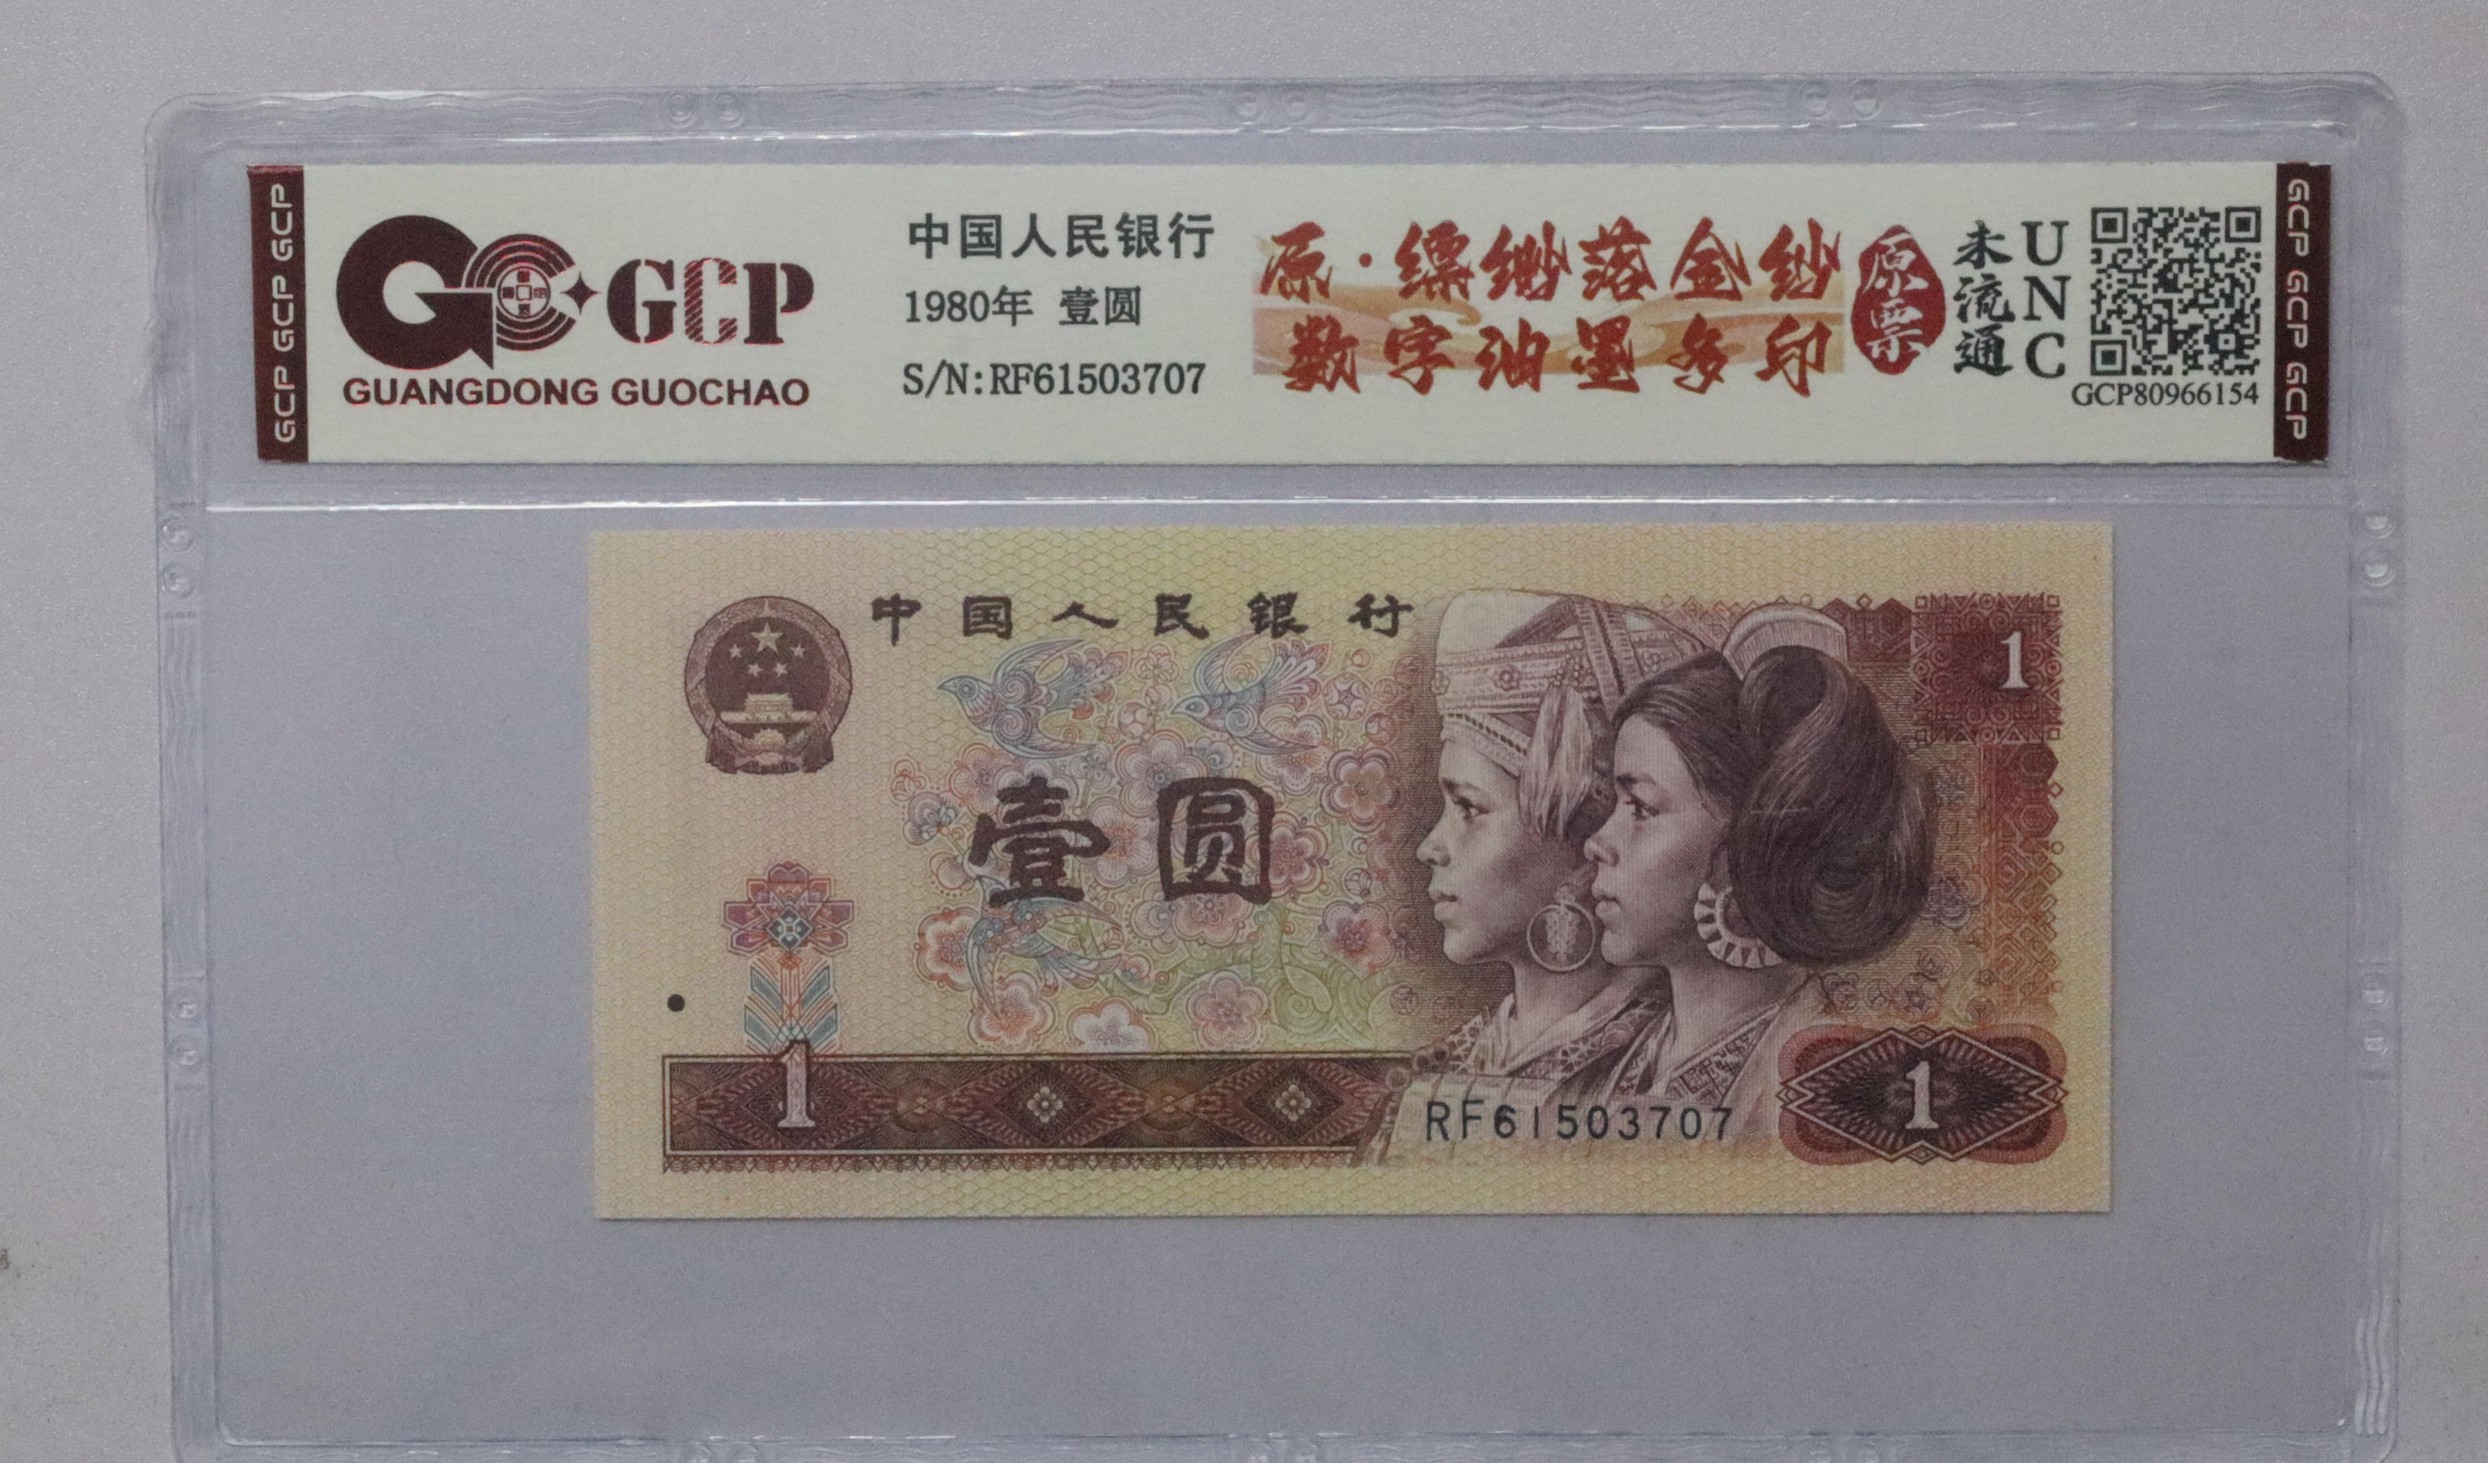 GCP GCP GCP
GCP
GUANGDONG GUOCHAO
中国人民银行
1980年 壹圆
S/N:RF61503707
原·缥缈落金纱
数字油墨多印
原票
未流通
UNC
GCP80966154
GCP GCP GCP
中国人民银行
1
壹圆
1
RF61503707
1